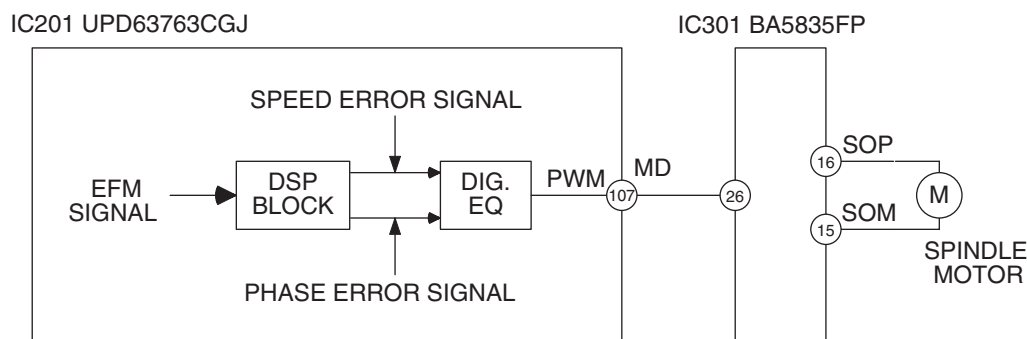 IC201 UPD63763CGJ
IC301 BA5835FP
SPEED ERROR SIGNAL
EFM
SIGNAL
DSP
BLOCK
DIG.
EQ
PWM
107
MD
26
16
SOP
15
SOM
M
SPINDLE
MOTOR
PHASE ERROR SIGNAL